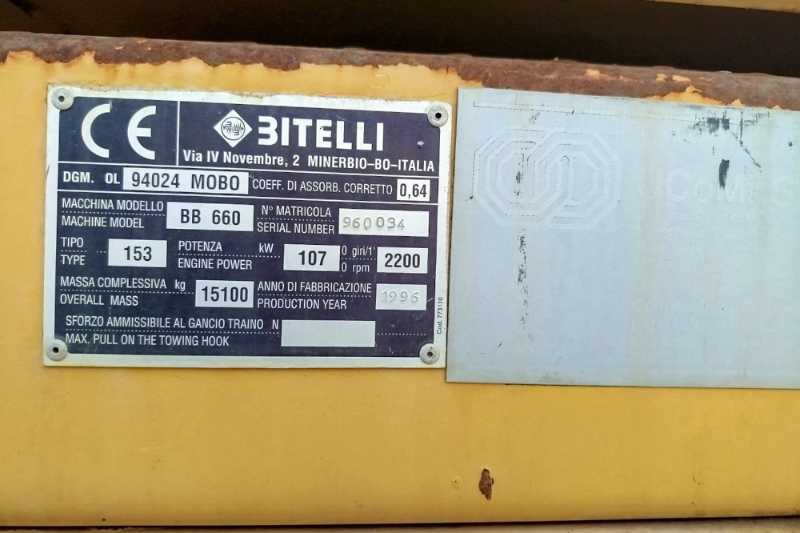 CE
BITELLI
Via IV Novembre, 2 MINERBIO-BO-ITALIA
DGM. OL 94024 MOBO COEFF. DI ASSORB. CORRETTO 0,64
MACCHINA MODELLO
MACHINE MODEL BB 660 N° MATRICOLA
SERIAL NUMBER 960034
TIPO
TYPE 153 POTENZA
ENGINE POWER kW 107 0 giri/1'
0 rpm 2200
MASSA COMPLESSIVA kg
OVERALL MASS 15100 ANNO DI FABBRICAZIONE
PRODUCTION YEAR 1996
SFORZO AMMISSIBILE AL GANCIO TRAINO N
MAX. PULL ON THE TOWING HOOK